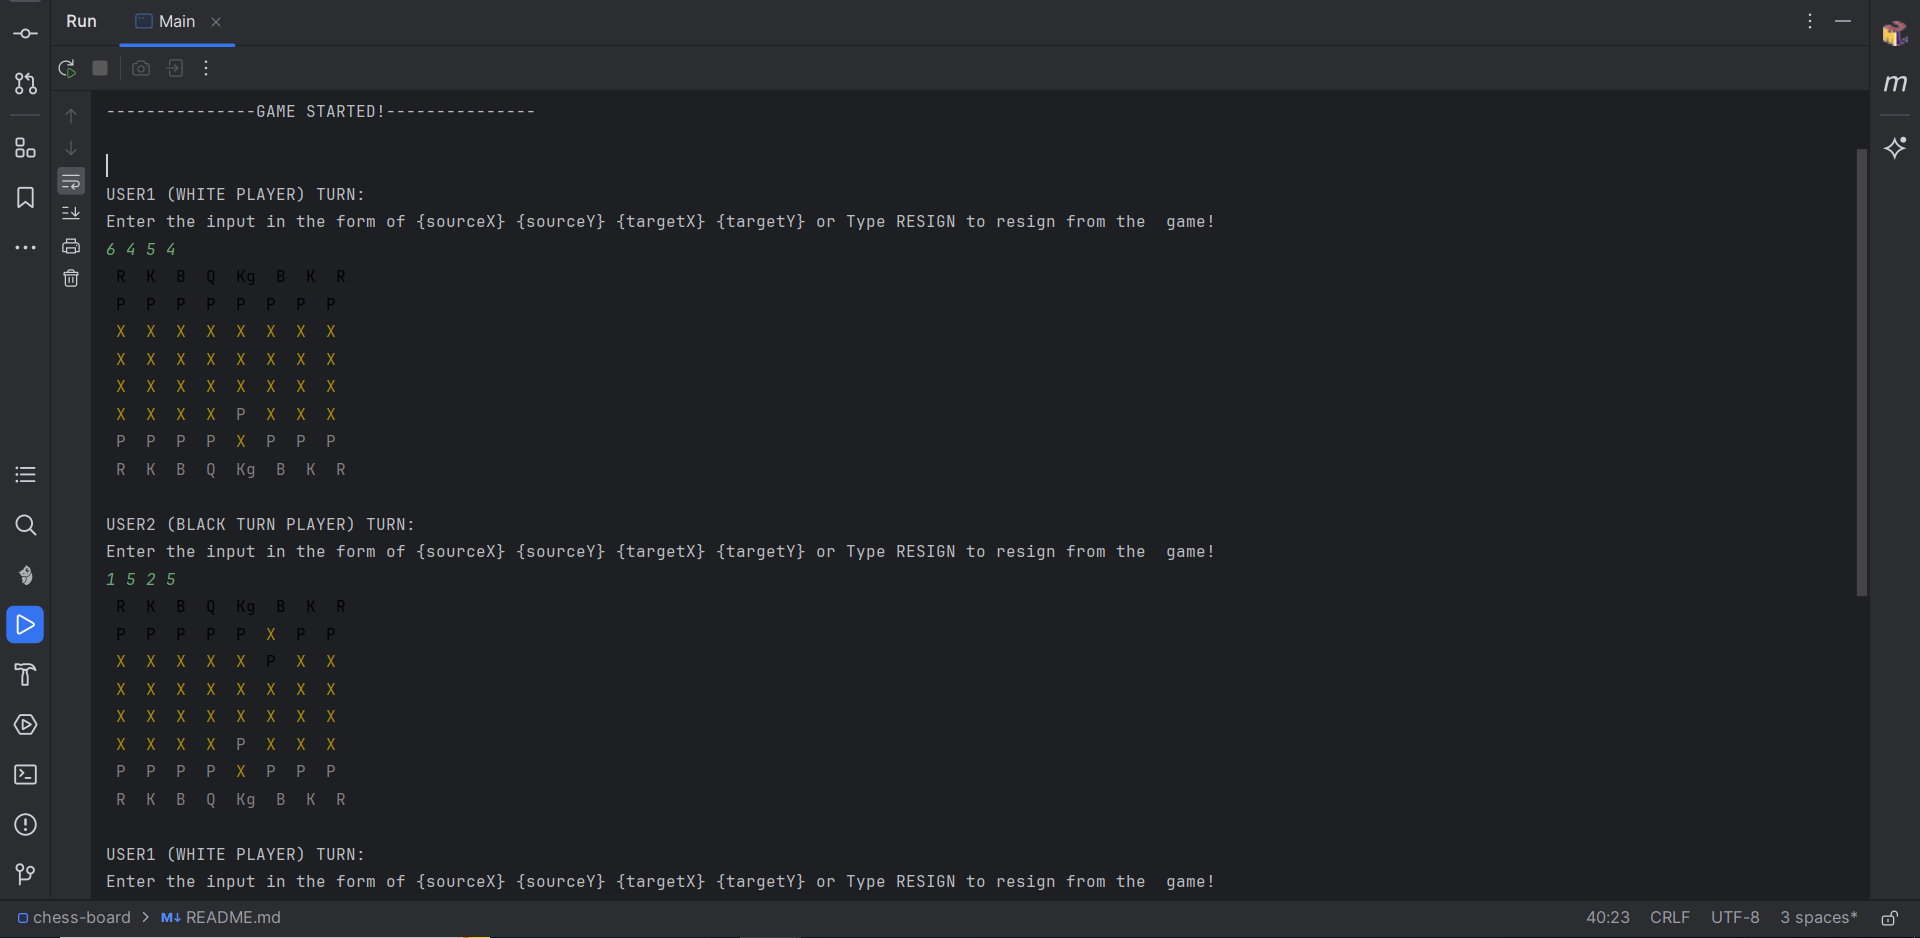 Run Main
---------------GAME STARTED!---------------
USER1 (WHITE PLAYER) TURN:
Enter the input in the form of {sourceX} {sourceY} {targetX} {targetY} or Type RESIGN to resign from the  game!
6 4 5 4
R  K  B  Q  Kg  B  K  R
P  P  P  P  P  P  P  P
X  X  X  X  X  X  X  X
X  X  X  X  X  X  X  X
X  X  X  X  X  X  X  X
X  X  X  X  P  X  X  X
P  P  P  P  X  P  P  P
R  K  B  Q  Kg  B  K  R
USER2 (BLACK TURN PLAYER) TURN:
Enter the input in the form of {sourceX} {sourceY} {targetX} {targetY} or Type RESIGN to resign from the  game!
1 5 2 5
R  K  B  Q  Kg  B  K  R
P  P  P  P  P  X  P  P
X  X  X  X  X  P  X  X
X  X  X  X  X  X  X  X
X  X  X  X  X  X  X  X
X  X  X  X  P  X  X  X
P  P  P  P  X  P  P  P
R  K  B  Q  Kg  B  K  R
USER1 (WHITE PLAYER) TURN:
Enter the input in the form of {sourceX} {sourceY} {targetX} {targetY} or Type RESIGN to resign from the  game!
chess-board > M↓ README.md 40:23 CRLF UTF-8 3 spaces*